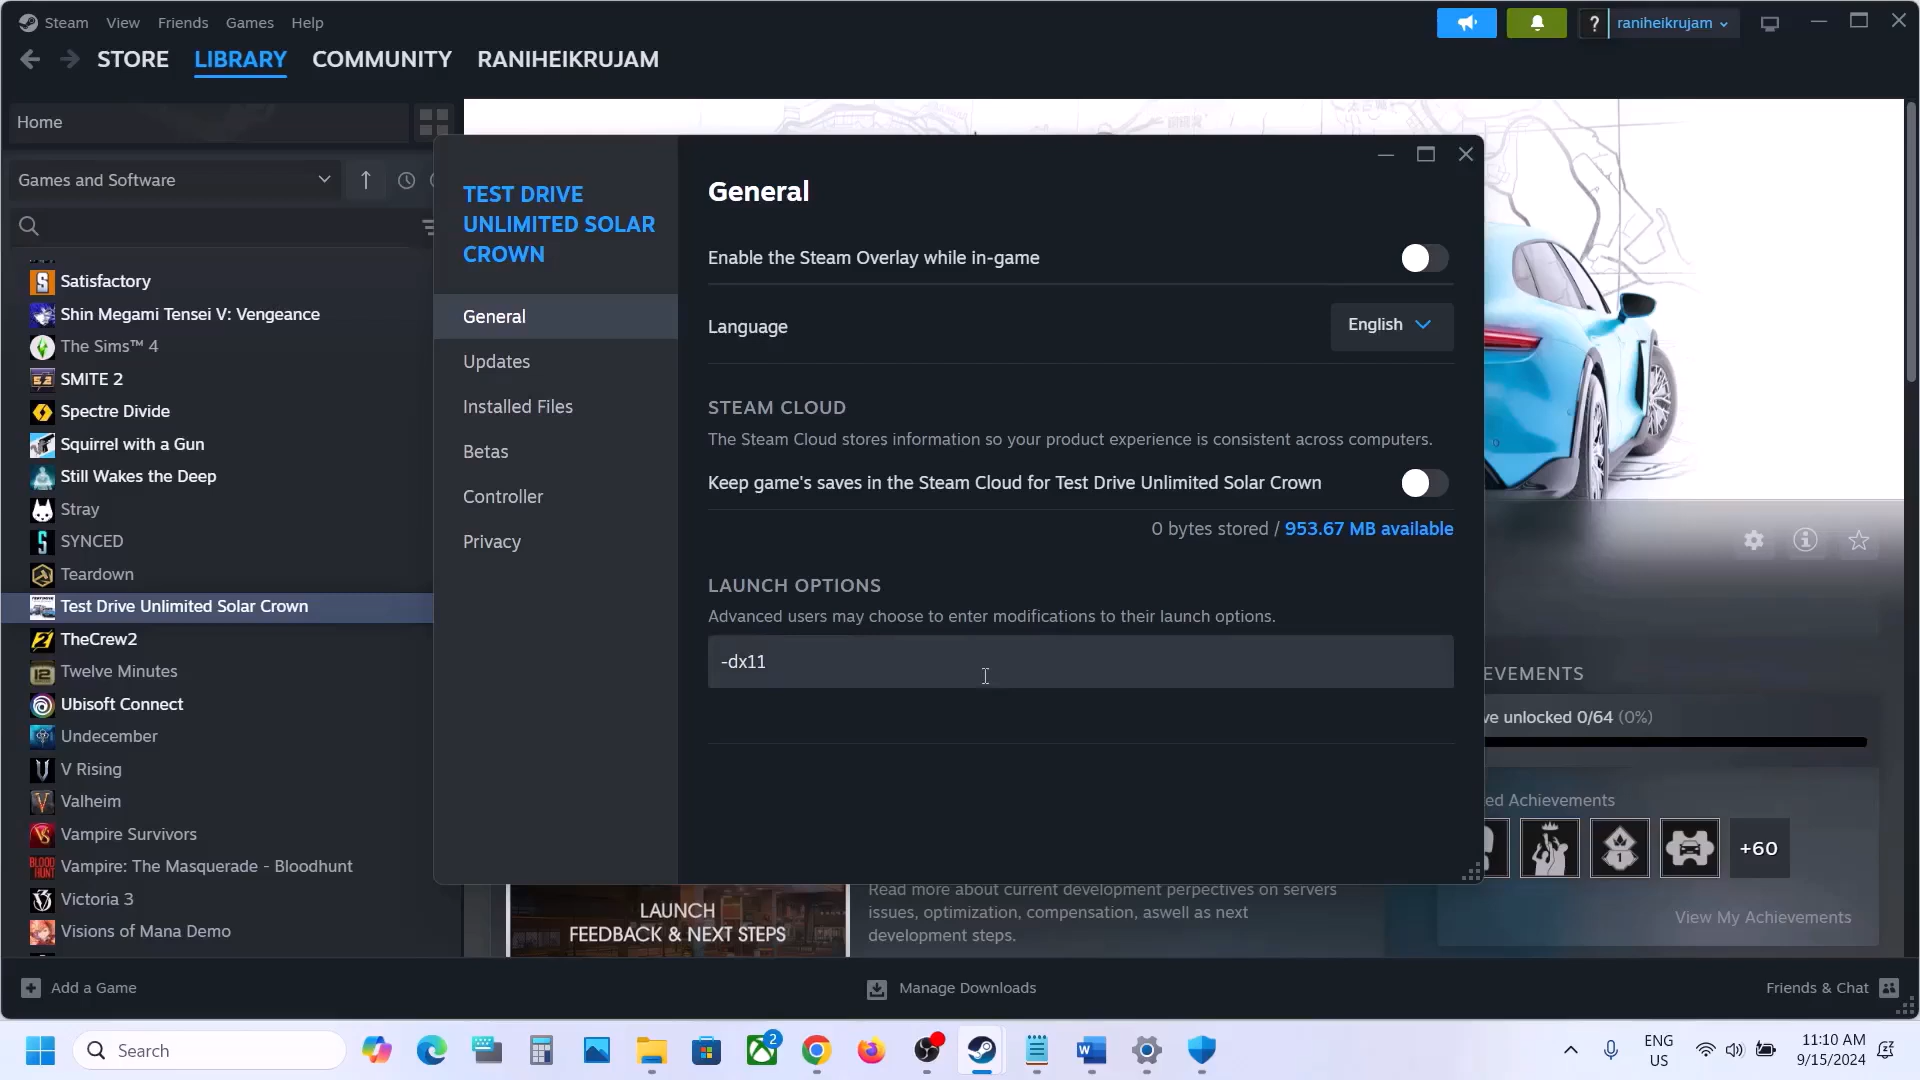 Steam View Friends Games Help
? raniheikrujam
STORE LIBRARY COMMUNITY RANIHEIKRUJAM
Home
Games and Software
Satisfactory
Shin Megami Tensei V: Vengeance
The Sims™ 4
SMITE 2
Spectre Divide
Squirrel with a Gun
Still Wakes the Deep
Stray
SYNCED
Teardown
Test Drive Unlimited Solar Crown
TheCrew2
Twelve Minutes
Ubisoft Connect
Undecember
V Rising
Valheim
Vampire Survivors
Vampire: The Masquerade - Bloodhunt
Victoria 3
Visions of Mana Demo
TEST DRIVE
UNLIMITED SOLAR
CROWN
General
Updates
Installed Files
Betas
Controller
Privacy
General
Enable the Steam Overlay while in-game
Language
English
STEAM CLOUD
The Steam Cloud stores information so your product experience is consistent across computers.
Keep game's saves in the Steam Cloud for Test Drive Unlimited Solar Crown
0 bytes stored / 953.67 MB available
LAUNCH OPTIONS
Advanced users may choose to enter modifications to their launch options.
-dx11
EVEMENTS
ve unlocked 0/64 (0%)
ed Achievements
+60
View My Achievements
LAUNCH
FEEDBACK & NEXT STEPS
Read more about current development perpectives on servers
issues, optimization, compensation, aswell as next
development steps.
Add a Game
Manage Downloads
Friends & Chat
Search
2
ENG
US
11:10 AM
9/15/2024